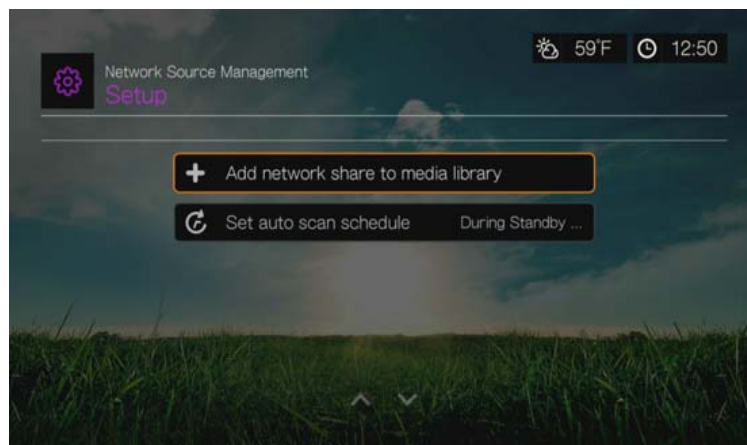 59°F 12:50
Network Source Management
Setup
Add network share to media library
Set auto scan schedule During Standby ...